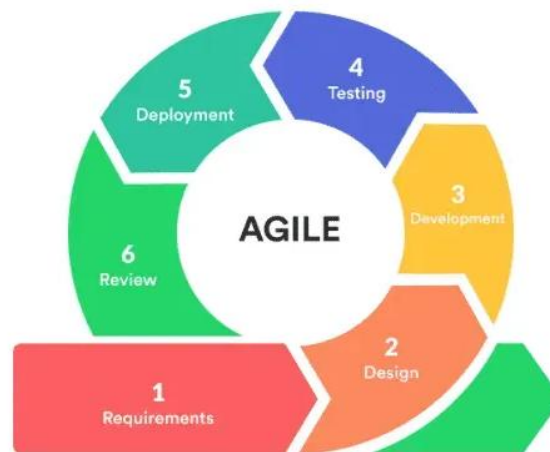 AGILE
1
Requirements
2
Design
3
Development
4
Testing
5
Deployment
6
Review